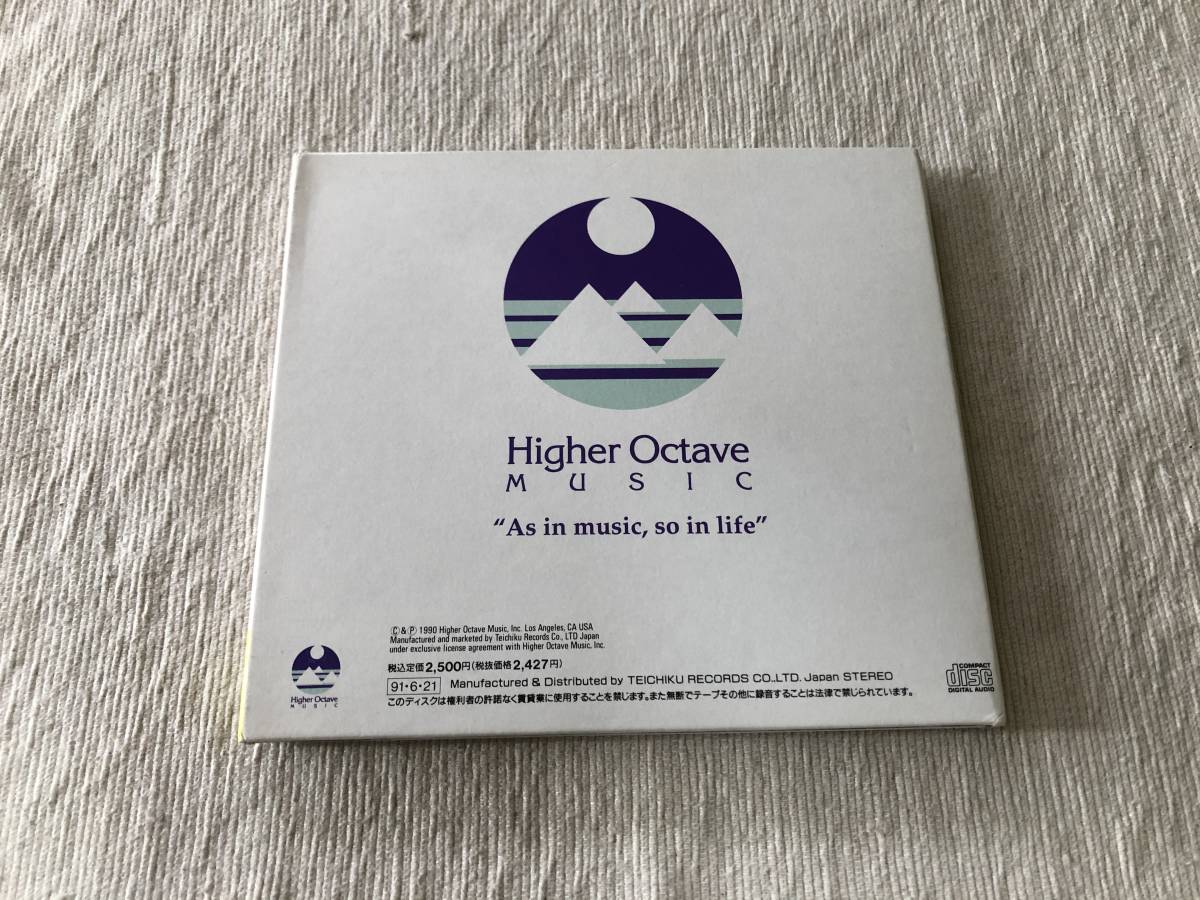 Higher Octave
MUSIC
“As in music, so in life”
Ⓒ & Ⓟ 1990 Higher Octave Music, Inc. Los Angeles, CA USA
Manufactured and marketed by Teichiku Records Co., LTD Japan
under exclusive license agreement with Higher Octave Music, Inc.
税込定価2,500円(税抜価格2,427円)
91・6・21 Manufactured & Distributed by TEICHIKU RECORDS CO.,LTD. Japan STEREO
このディスクは権利者の許諾なく賃貸業に使用することを禁じます。また無断でテープその他に録音することは法律で禁じられています。
Higher Octave
MUSIC
COMPACT
disc
DIGITAL AUDIO